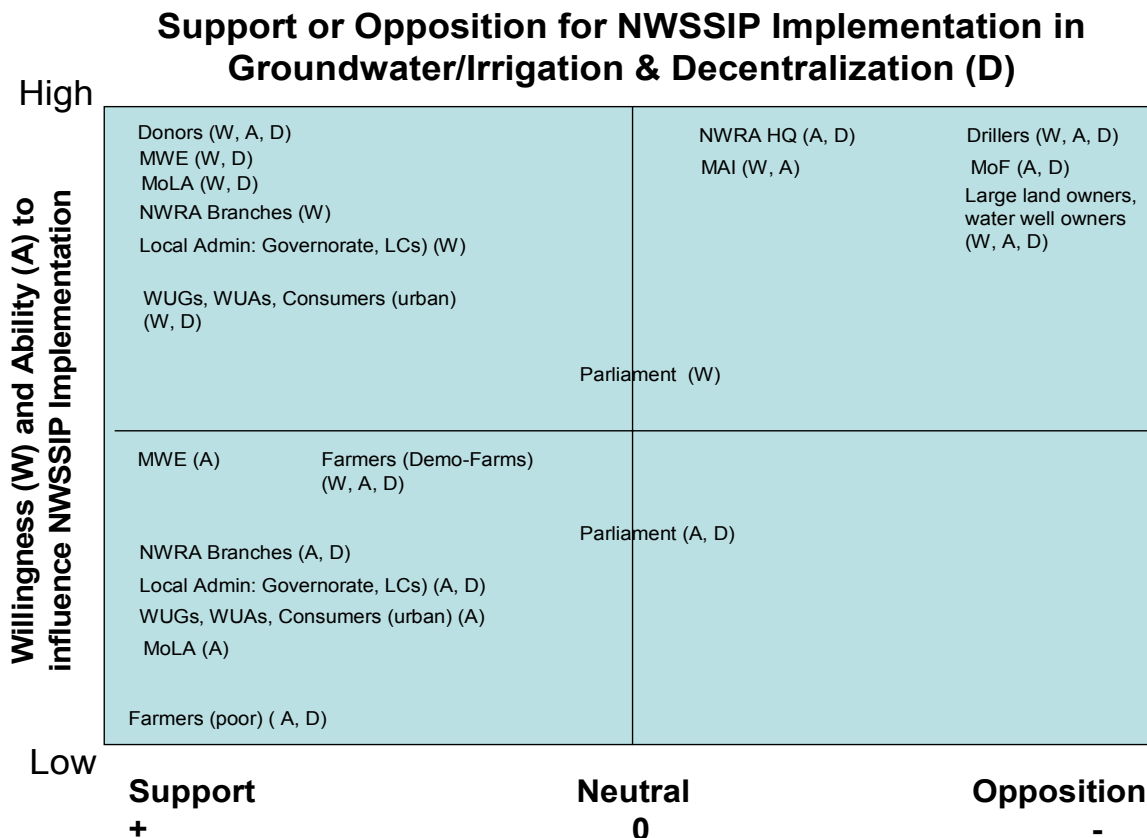 Support or Opposition for NWSSIP Implementation in
Groundwater/Irrigation & Decentralization (D)
High
Willingness (W) and Ability (A) to
influence NWSSIP Implementation
Donors (W, A, D)
MWE (W, D)
MoLA (W, D)
NWRA Branches (W)
Local Admin: Governorate, LCs) (W)
WUGs, WUAs, Consumers (urban)
(W, D)
NWRA HQ (A, D)
MAI (W, A)
Drillers (W, A, D)
MoF (A, D)
Large land owners,
water well owners
(W, A, D)
Parliament (W)
MWE (A)
Farmers (Demo-Farms)
(W, A, D)
Parliament (A, D)
NWRA Branches (A, D)
Local Admin: Governorate, LCs) (A, D)
WUGs, WUAs, Consumers (urban) (A)
MoLA (A)
Farmers (poor) ( A, D)
Low
Support
+
Neutral
0
Opposition
-